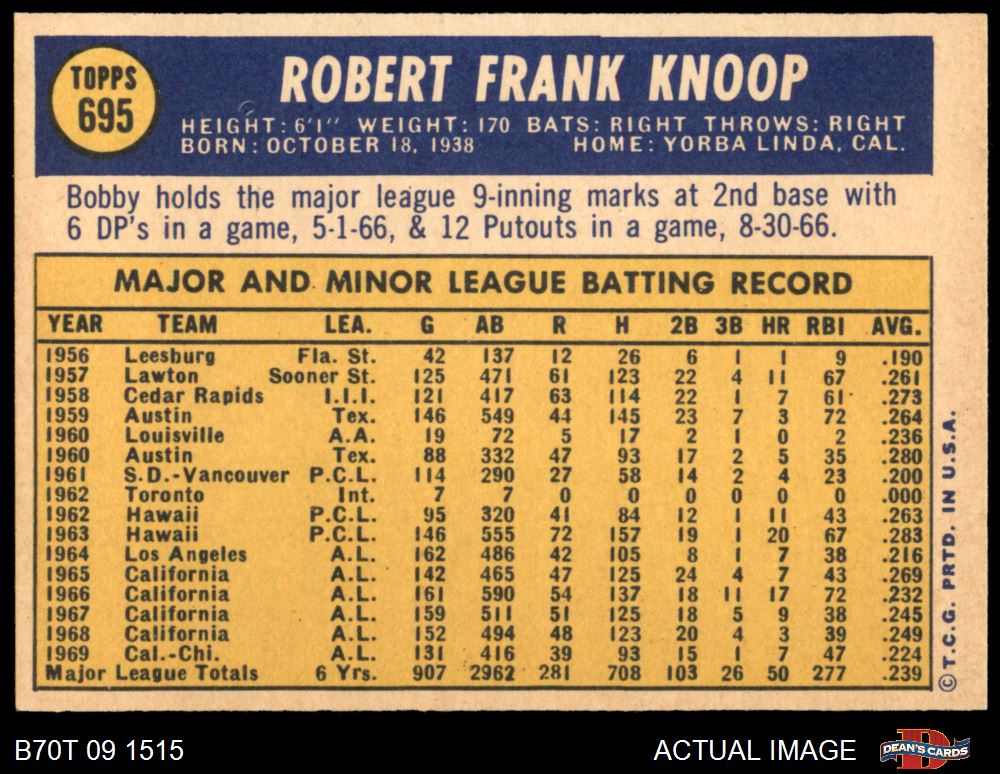 TOPPS
695
ROBERT FRANK KNOOP
HEIGHT: 6'1" WEIGHT: 170 BATS: RIGHT THROWS: RIGHT
BORN: OCTOBER 18, 1938 HOME: YORBA LINDA, CAL.
Bobby holds the major league 9-inning marks at 2nd base with
6 DP's in a game, 5-1-66, & 12 Putouts in a game, 8-30-66.
MAJOR AND MINOR LEAGUE BATTING RECORD
YEAR TEAM LEA. G AB R H 2B 3B HR RBI AVG.
1956 Leesburg Fla. St. 42 137 12 26 6 1 1 9 .190
1957 Lawton Sooner St. 125 471 61 123 22 4 11 67 .261
1958 Cedar Rapids I.I.I. 121 417 63 114 22 1 7 61 .273
1959 Austin Tex. 146 549 44 145 23 7 3 72 .264
1960 Louisville A.A. 19 72 5 17 2 1 0 2 .236
1960 Austin Tex. 88 332 47 93 17 2 5 35 .280
1961 S.D.-Vancouver P.C.L. 114 290 27 58 14 2 4 23 .200
1962 Toronto Int. 7 7 0 0 0 0 0 0 .000
1962 Hawaii P.C.L. 95 320 41 84 12 1 11 43 .263
1963 Hawaii P.C.L. 146 555 72 157 19 1 20 67 .283
1964 Los Angeles A.L. 162 486 42 105 8 1 7 38 .216
1965 California A.L. 142 465 47 125 24 4 7 43 .269
1966 California A.L. 161 590 54 137 18 11 17 72 .232
1967 California A.L. 159 511 51 125 18 5 9 38 .245
1968 California A.L. 152 494 48 123 20 4 3 39 .249
1969 Cal.-Chi. A.L. 131 416 39 93 15 1 7 47 .224
Major League Totals 6 Yrs. 907 2962 281 708 103 26 50 277 .239
©T.C.G. PRTD. IN U.S.A.
B70T 09 1515
ACTUAL IMAGE
DEAN'S CARDS